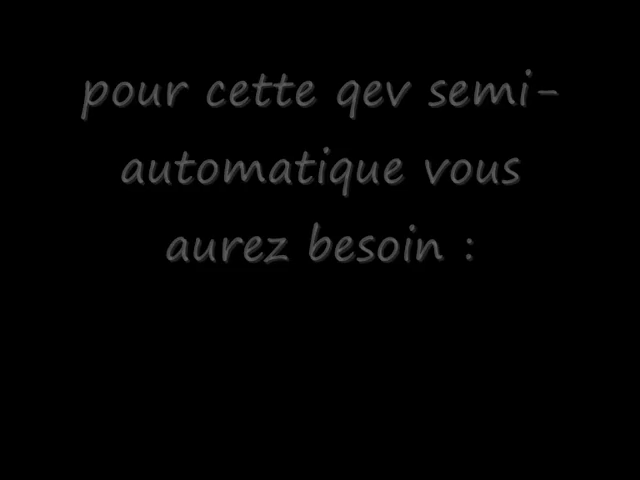 pour cette qev semi-
automatique vous
aurez besoin :